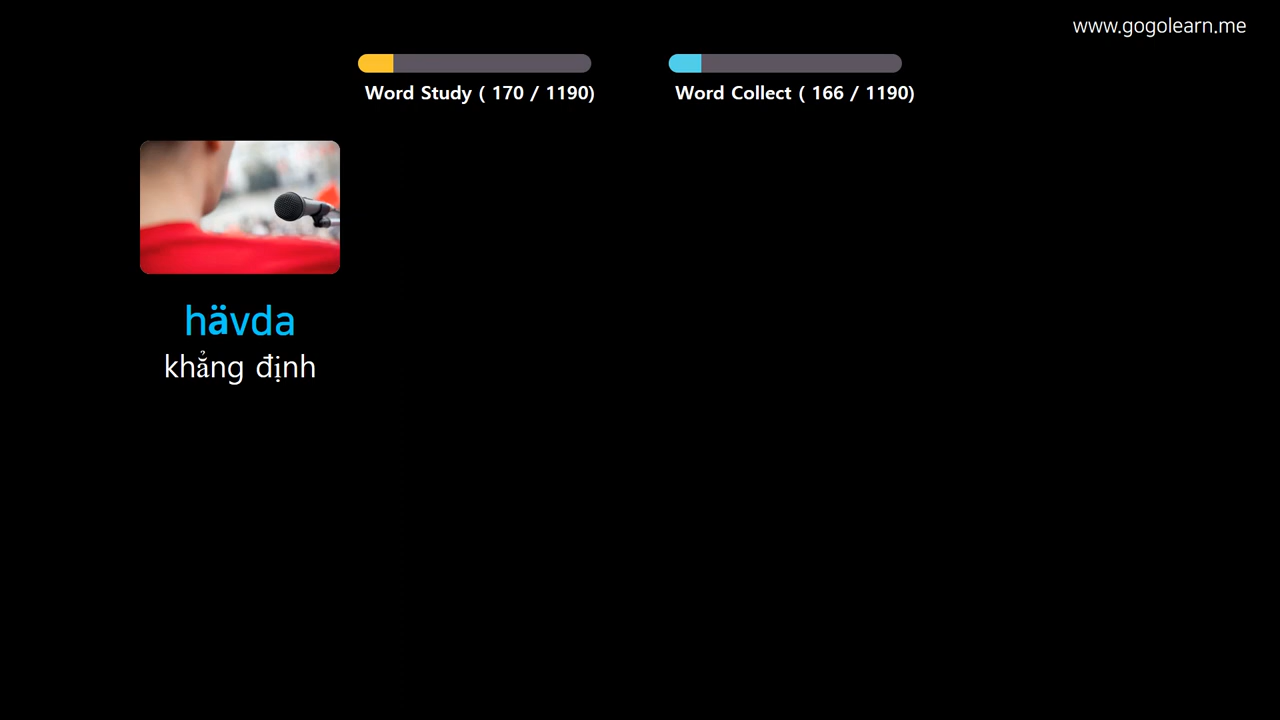 www.gogolearn.me
Word Study ( 170 / 1190)
Word Collect ( 166 / 1190)
hävda
khẳng định